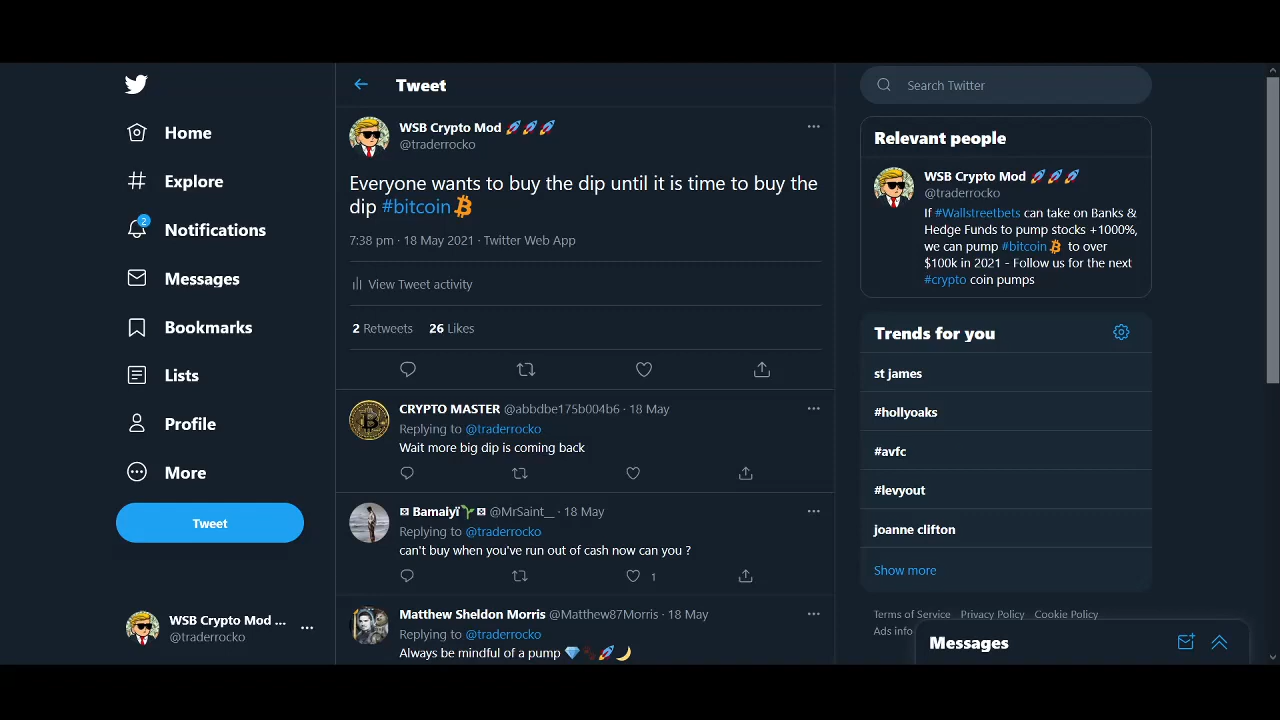 Home
Explore
2
Notifications
Messages
Bookmarks
Lists
Profile
More
Tweet
WSB Crypto Mod ...
@traderrocko
Tweet
WSB Crypto Mod 🚀🚀🚀
@traderrocko
Everyone wants to buy the dip until it is time to buy the
dip #bitcoin
7:38 pm · 18 May 2021 · Twitter Web App
View Tweet activity
2 Retweets 26 Likes
CRYPTO MASTER @abbdbe175b004b6 · 18 May
Replying to @traderrocko
Wait more big dip is coming back
Bamaiyï🌱 @MrSaint__ · 18 May
Replying to @traderrocko
can't buy when you've run out of cash now can you ?
1
Matthew Sheldon Morris @Matthew87Morris · 18 May
Replying to @traderrocko
Always be mindful of a pump 💎🚀🌙
Search Twitter
Relevant people
WSB Crypto Mod 🚀🚀🚀
@traderrocko
If #Wallstreetbets can take on Banks &
Hedge Funds to pump stocks +1000%,
we can pump #bitcoin to over
$100k in 2021 - Follow us for the next
#crypto coin pumps
Trends for you
st james
#hollyoaks
#avfc
#levyout
joanne clifton
Show more
Terms of Service Privacy Policy Cookie Policy
Ads info
Messages